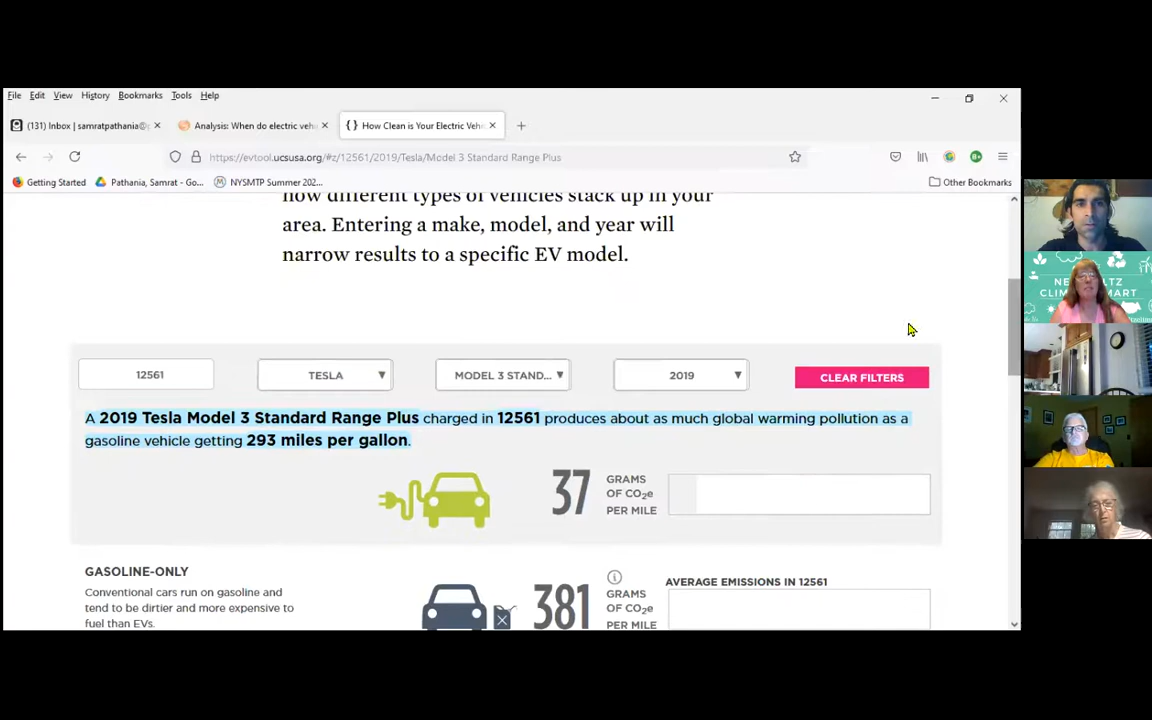 File Edit View History Bookmarks Tools Help
(131) Inbox | samratpathania@
Analysis: When do electric veh
{ } How Clean is Your Electric Vehi
https://evtool.ucsusa.org/#z/12561/2019/Tesla/Model 3 Standard Range Plus
Getting Started
Pathania, Samrat - Go...
NYSMTP Summer 202...
Other Bookmarks
how different types of vehicles stack up in your
area. Entering a make, model, and year will
narrow results to a specific EV model.
12561
TESLA
MODEL 3 STAND...
2019
CLEAR FILTERS
A 2019 Tesla Model 3 Standard Range Plus charged in 12561 produces about as much global warming pollution as a
gasoline vehicle getting 293 miles per gallon.
37
GRAMS
OF CO₂e
PER MILE
GASOLINE-ONLY
Conventional cars run on gasoline and
tend to be dirtier and more expensive to
fuel than EVs.
381
GRAMS
OF CO₂e
PER MILE
AVERAGE EMISSIONS IN 12561